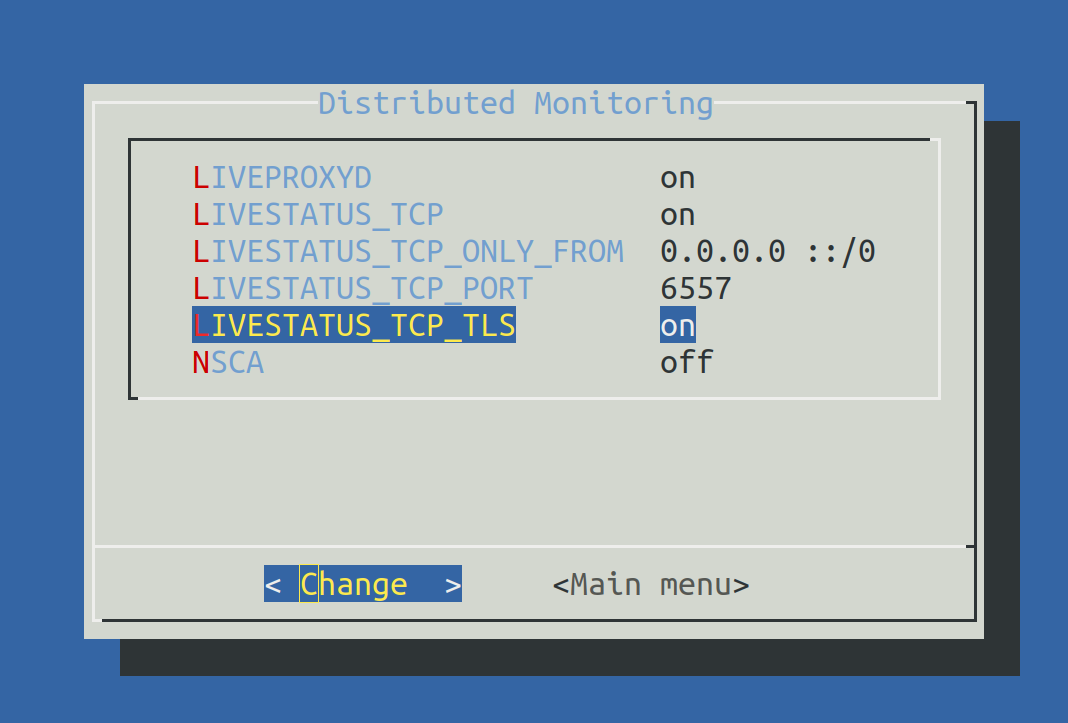 Distributed Monitoring
LIVEPROXYD on
LIVESTATUS_TCP on
LIVESTATUS_TCP_ONLY_FROM 0.0.0.0 ::/0
LIVESTATUS_TCP_PORT 6557
LIVESTATUS_TCP_TLS on
NSCA off
< Change > <Main menu>